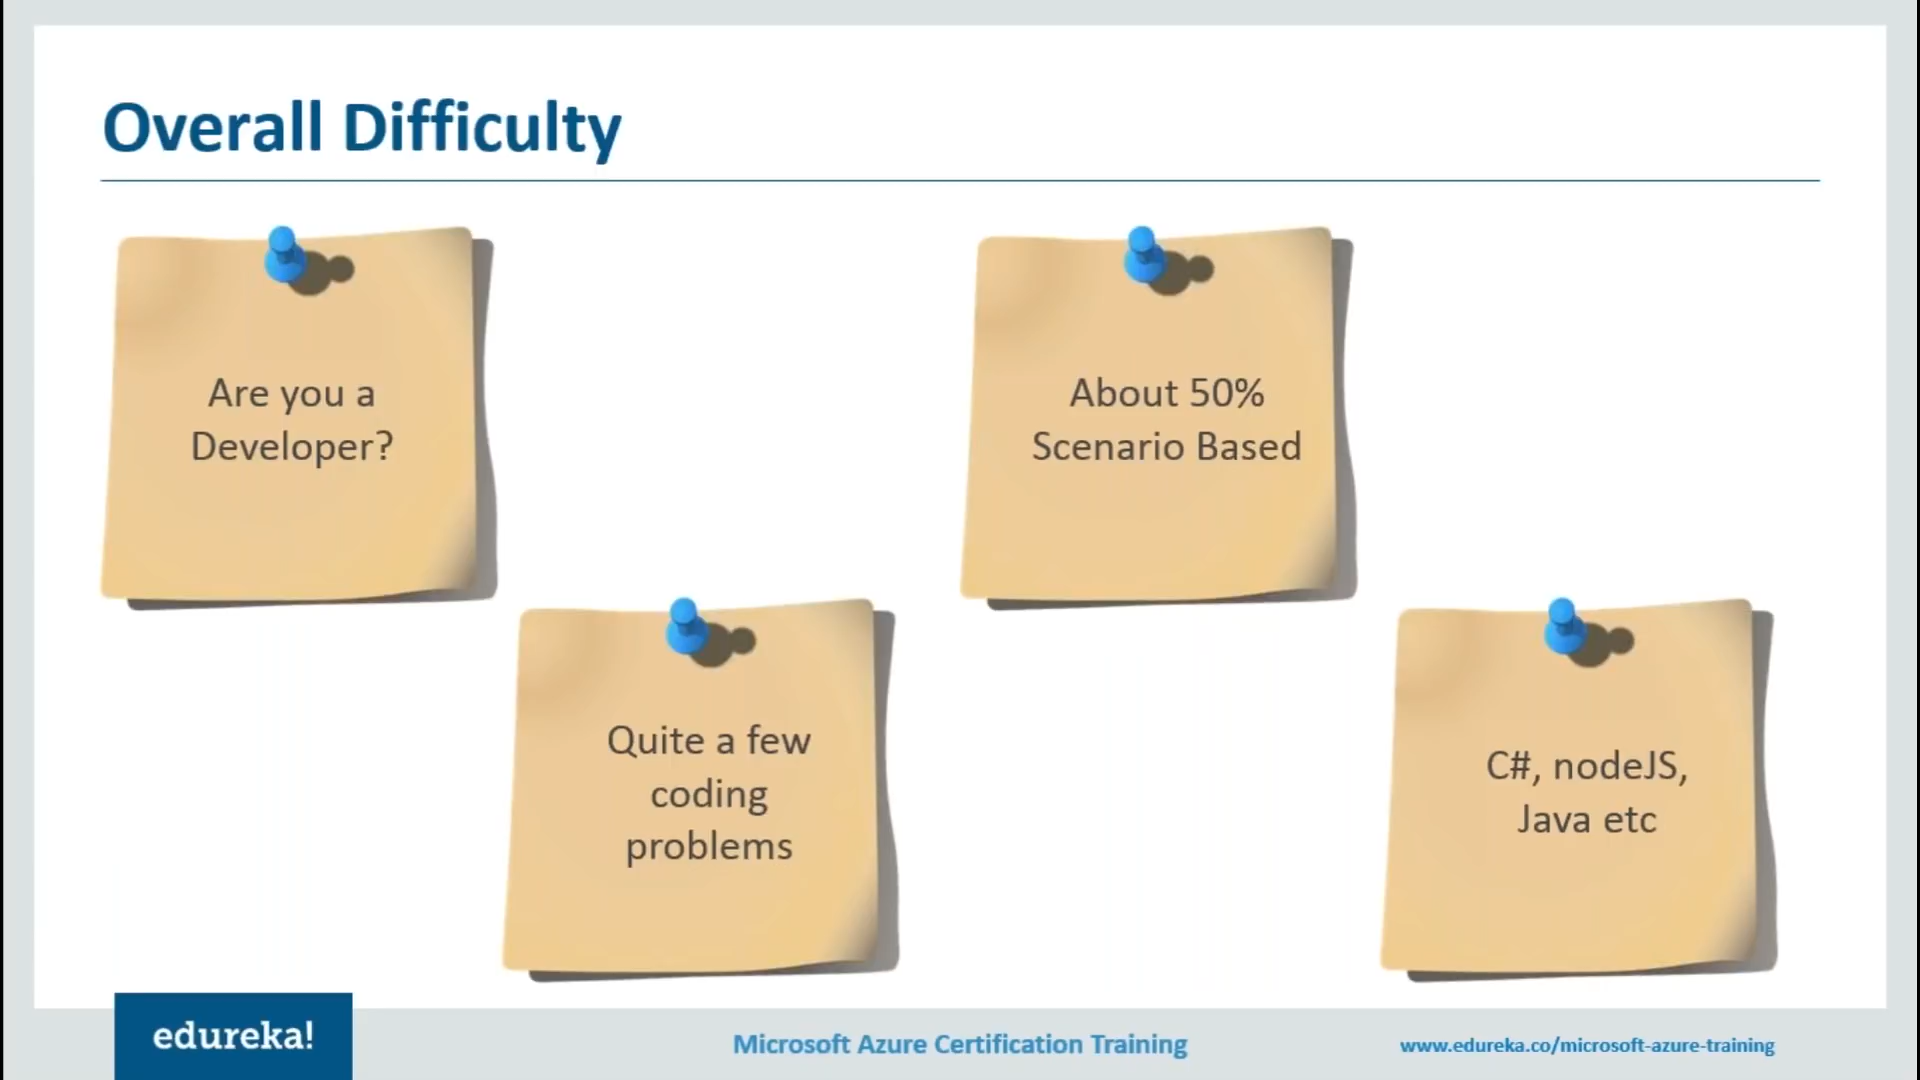 Overall Difficulty
Are you a
Developer?
Quite a few
coding
problems
About 50%
Scenario Based
C#, nodeJS,
Java etc
edureka!
Microsoft Azure Certification Training
www.edureka.co/microsoft-azure-training